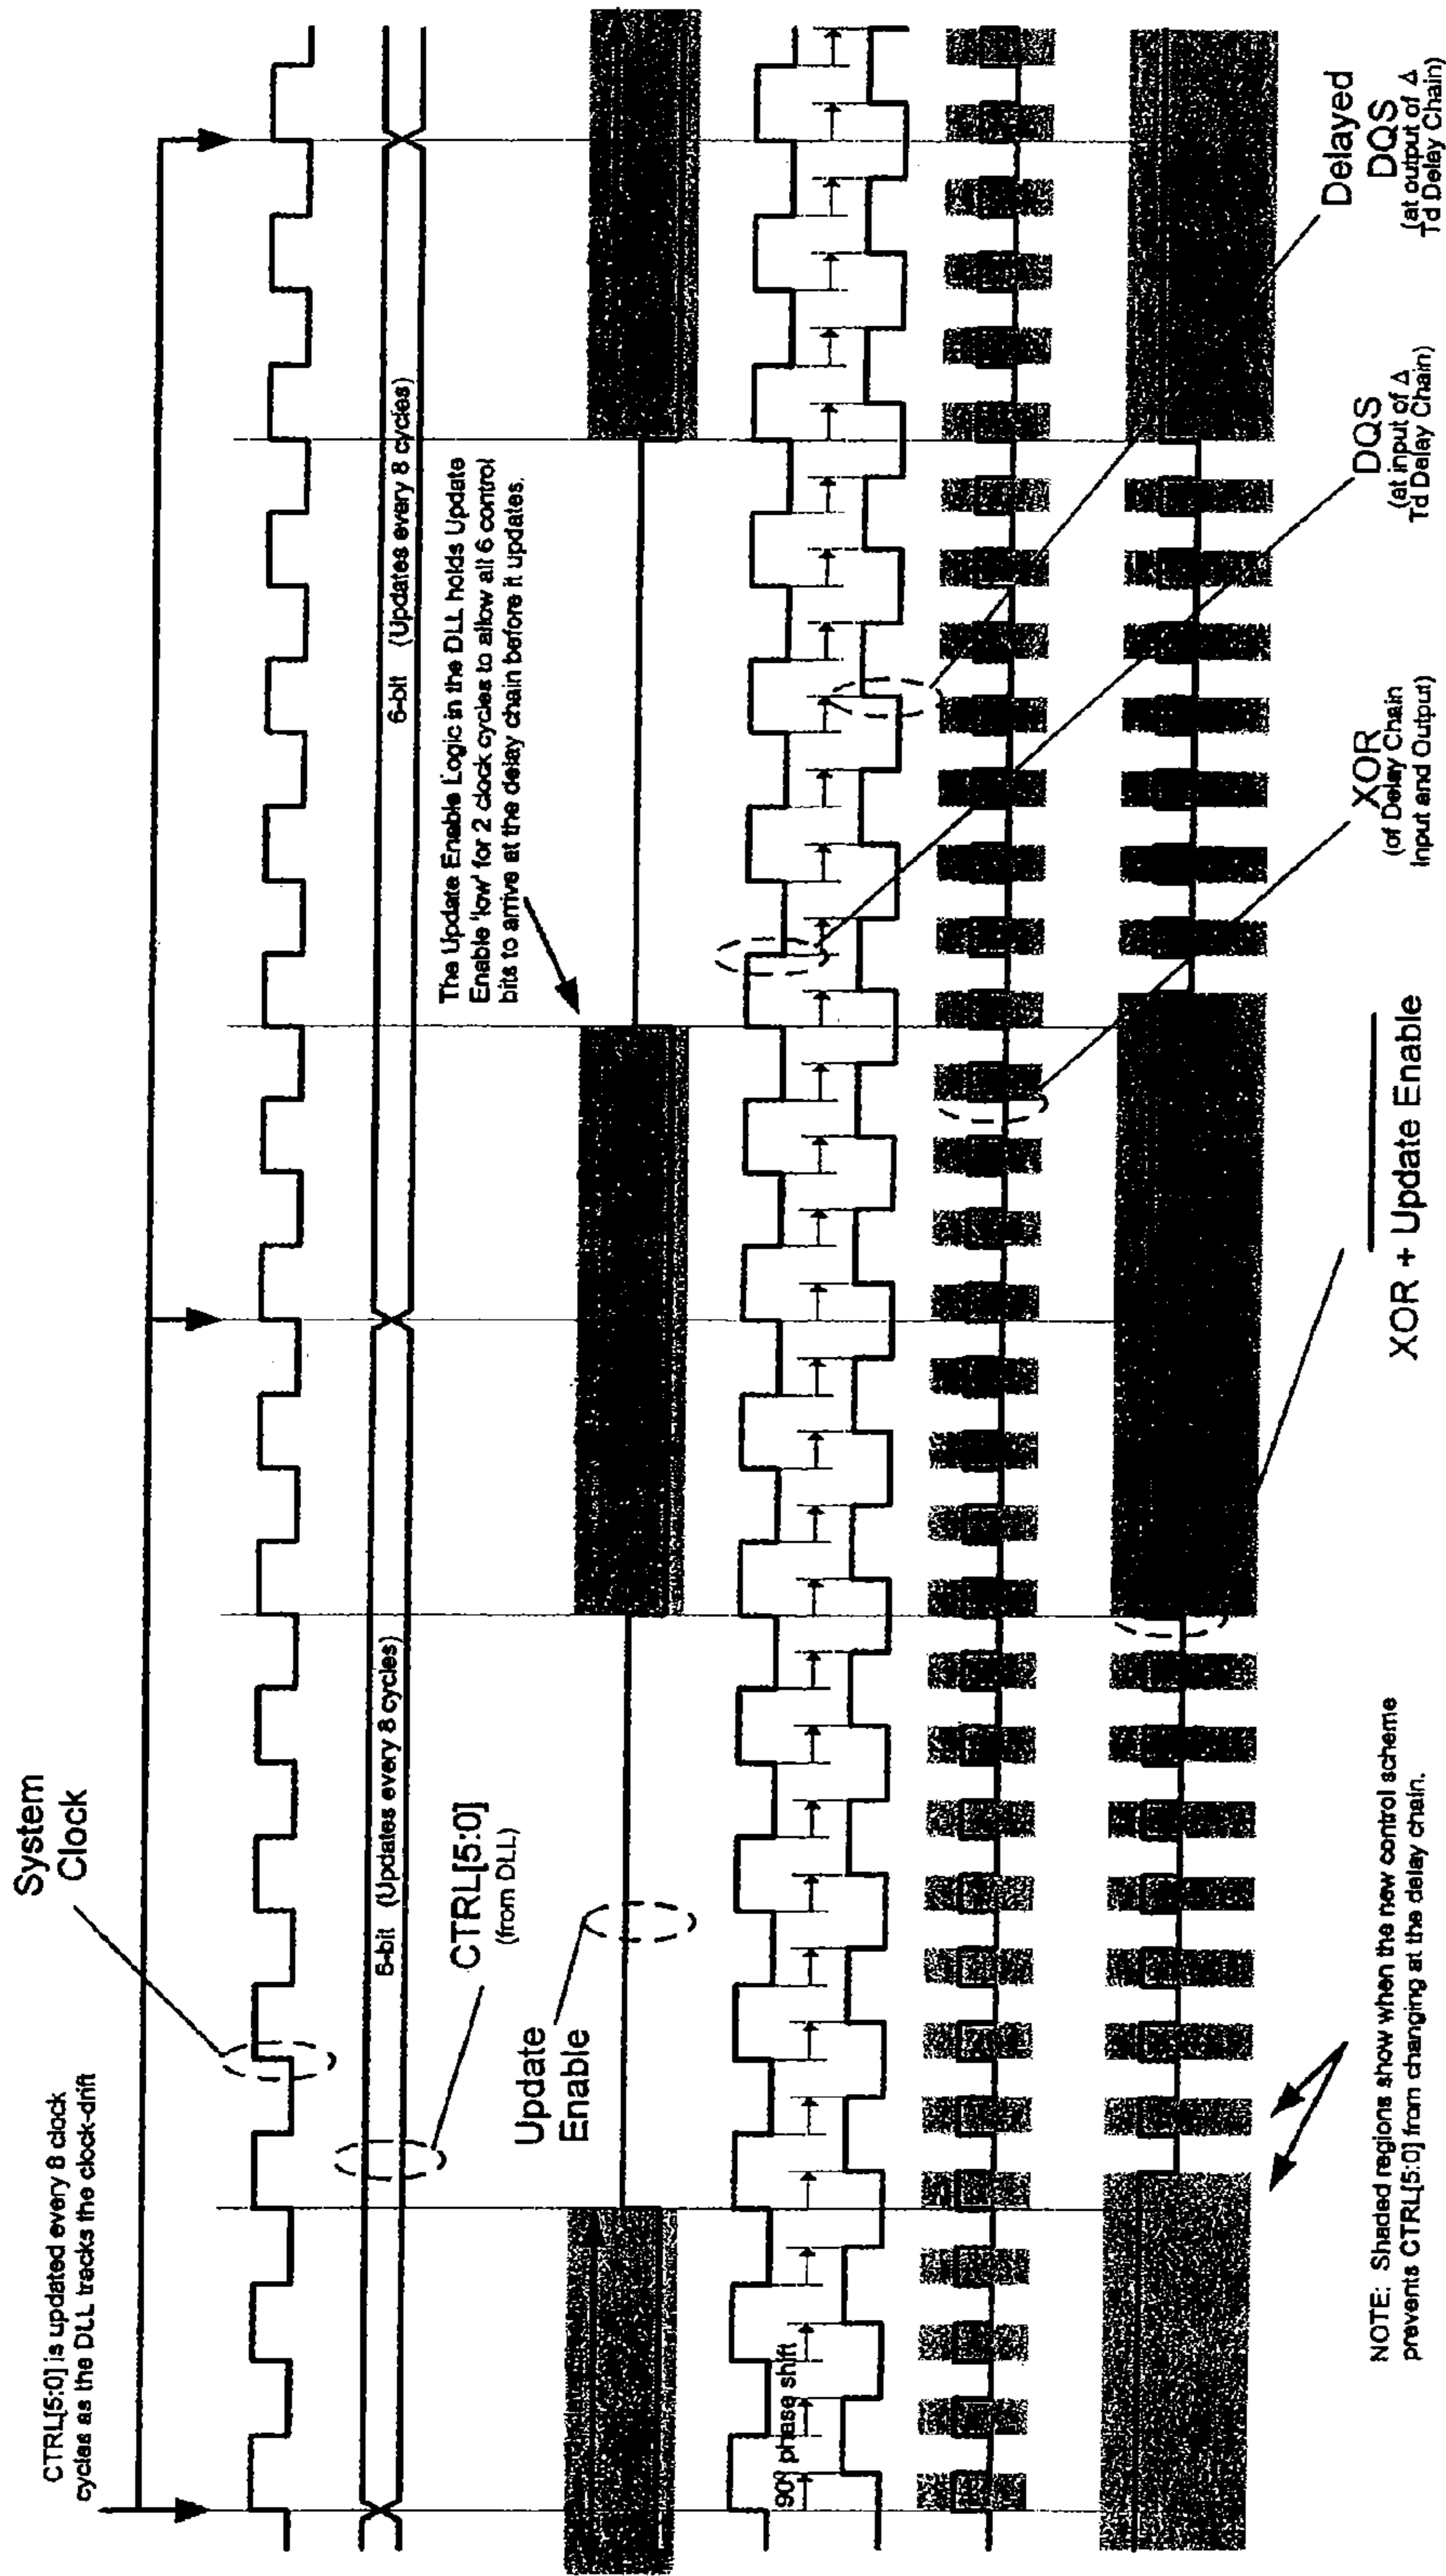 CTRL[5:0] is updated every 8 clock
cycles as the DLL tracks the clock-drift
System
Clock
6-bit (Updates every 8 cycles)
6-bit (Updates every 8 cycles)
CTRL[5:0]
(from DLL)
The Update Enable Logic in the DLL holds Update
Enable 'low' for 2 clock cycles to allow all 6 control
bits to arrive at the delay chain before it updates.
Update
Enable
90° phase shift
NOTE: Shaded regions show when the new control scheme
prevents CTRL[5:0] from changing at the delay chain.
XOR + Update Enable
XOR
(of Delay Chain
Input and Output)
DQS
(at input of Δ
Td Delay Chain)
Delayed
DQS
(at output of Δ
Td Delay Chain)